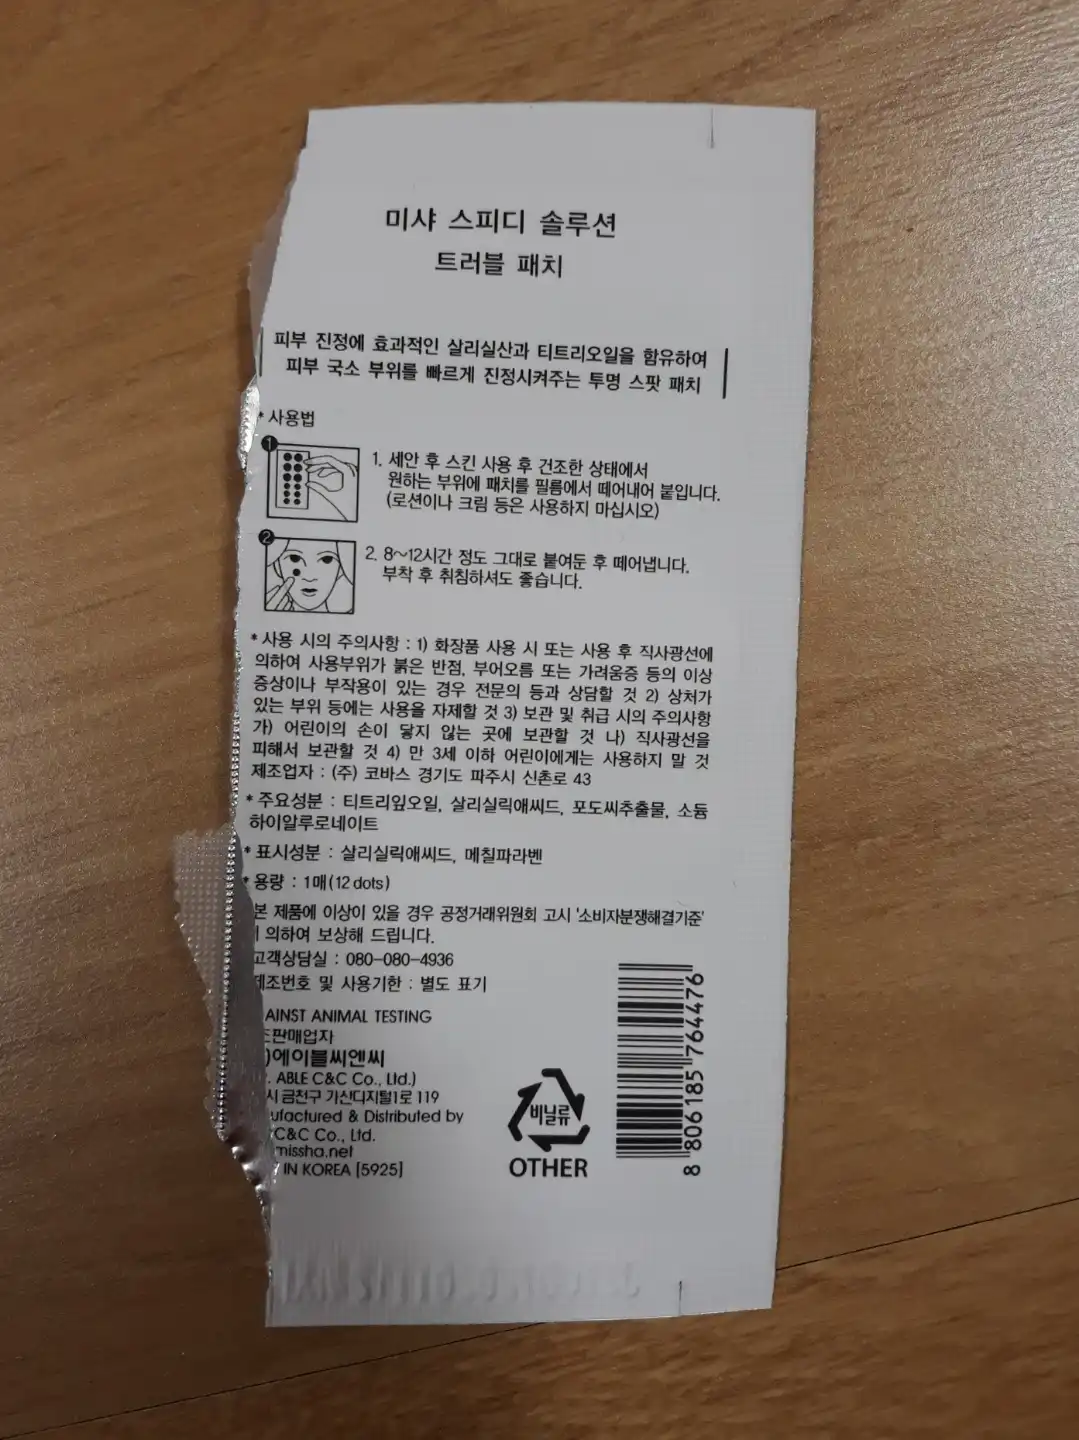 미샤 스피디 솔루션
트러블 패치
피부 진정에 효과적인 살리실산과 티트리오일을 함유하여
피부 국소 부위를 빠르게 진정시켜주는 투명 스팟 패치
* 사용법
1
1. 세안 후 스킨 사용 후 건조한 상태에서
원하는 부위에 패치를 필름에서 떼어내어 붙입니다.
(로션이나 크림 등은 사용하지 마십시오)
2
2. 8~12시간 정도 그대로 붙여둔 후 떼어냅니다.
부착 후 취침하셔도 좋습니다.
* 사용 시의 주의사항 : 1) 화장품 사용 시 또는 사용 후 직사광선에
의하여 사용부위가 붉은 반점, 부어오름 또는 가려움증 등의 이상
증상이나 부작용이 있는 경우 전문의 등과 상담할 것 2) 상처가
있는 부위 등에는 사용을 자제할 것 3) 보관 및 취급 시의 주의사항
가) 어린이의 손이 닿지 않는 곳에 보관할 것 나) 직사광선을
피해서 보관할 것 4) 만 3세 이하 어린이에게는 사용하지 말 것
제조업자 : (주) 코바스 경기도 파주시 신촌로 43
* 주요성분 : 티트리잎오일, 살리실릭애씨드, 포도씨추출물, 소듐
하이알루로네이트
* 표시성분 : 살리실릭애씨드, 메칠파라벤
* 용량 : 1매(12 dots)
본 제품에 이상이 있을 경우 공정거래위원회 고시 '소비자분쟁해결기준'
의하여 보상해 드립니다.
고객상담실 : 080-080-4936
제조번호 및 사용기한 : 별도 표기
AINST ANIMAL TESTING
판매업자
)에이블씨엔씨
. ABLE C&C Co., Ltd.)
시 금천구 가산디지털1로 119
ufactured & Distributed by
C&C Co., Ltd.
missha.net
IN KOREA [5925]
비닐류
OTHER
8 806185 764476